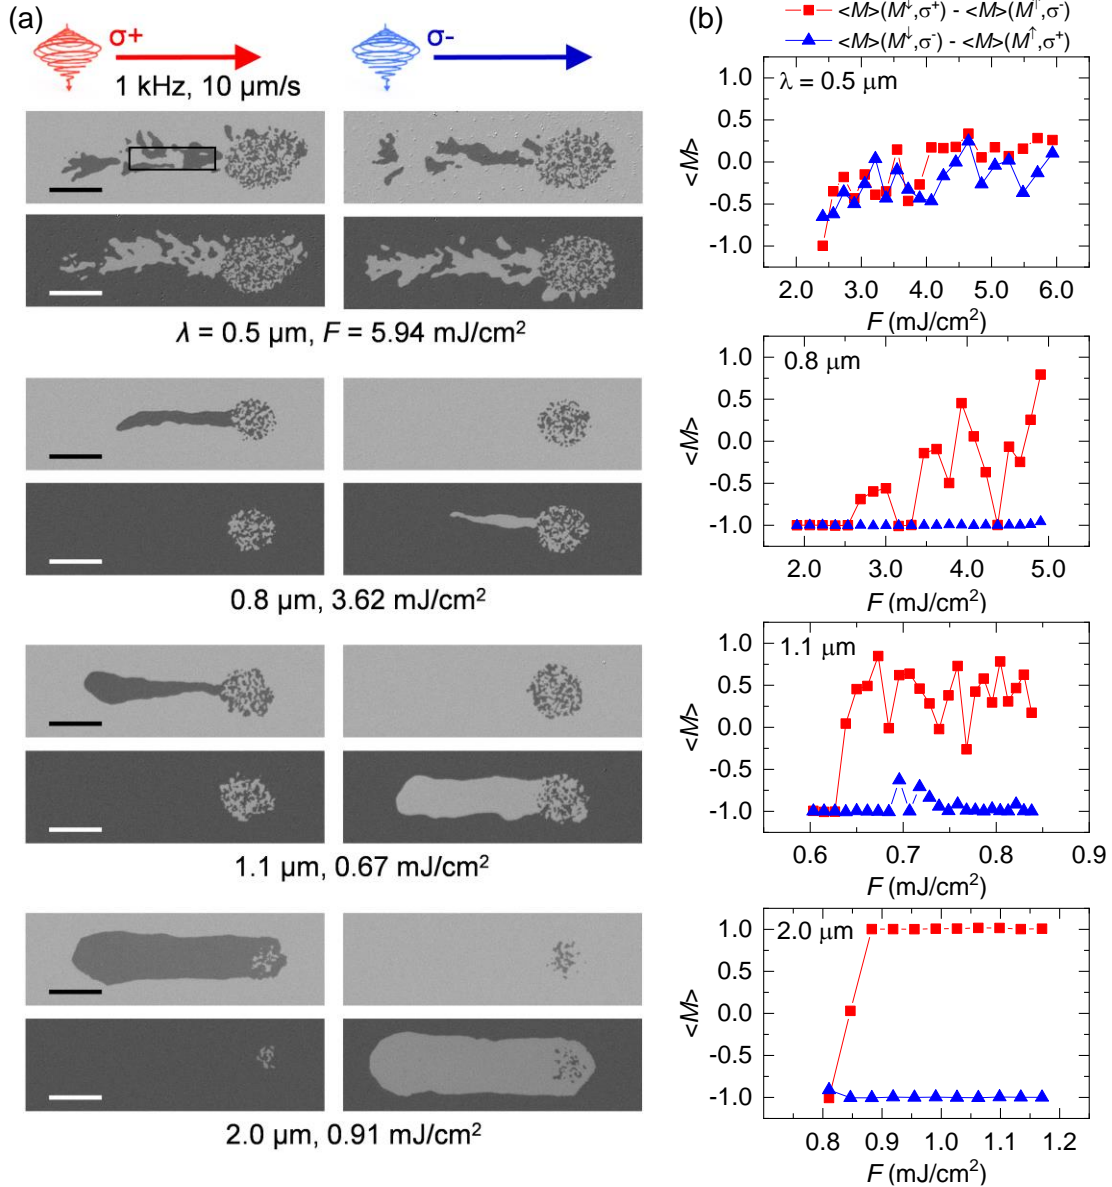 (a)
σ+
σ-
1 kHz, 10 μm/s
λ = 0.5 μm, F = 5.94 mJ/cm²
0.8 μm, 3.62 mJ/cm²
1.1 μm, 0.67 mJ/cm²
2.0 μm, 0.91 mJ/cm²
(b)
<M>(M↓,σ⁺) - <M>(M↑,σ⁻)
<M>(M↓,σ⁻) - <M>(M↑,σ⁺)
λ = 0.5 μm
1.0
0.5
0.0
-0.5
-1.0
<M>
2.0 3.0 4.0 5.0 6.0
F (mJ/cm²)
0.8 μm
1.0
0.5
0.0
-0.5
-1.0
<M>
2.0 3.0 4.0 5.0
F (mJ/cm²)
1.1 μm
1.0
0.5
0.0
-0.5
-1.0
<M>
0.6 0.7 0.8 0.9
F (mJ/cm²)
2.0 μm
1.0
0.5
0.0
-0.5
-1.0
<M>
0.8 0.9 1.0 1.1 1.2
F (mJ/cm²)